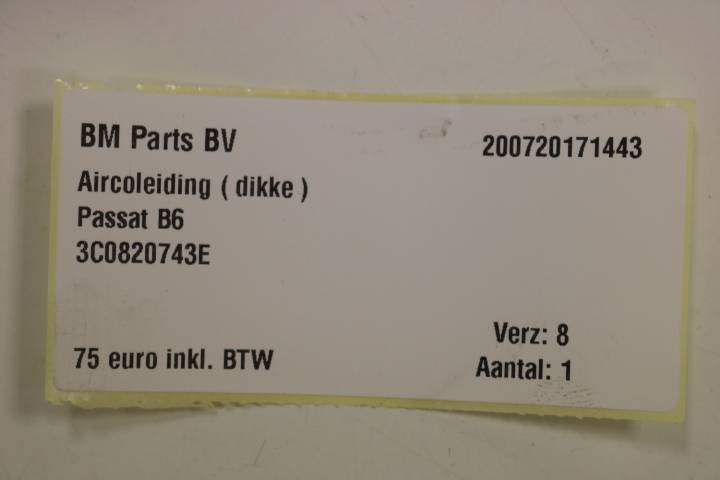 BM Parts BV
200720171443
Aircoleiding ( dikke )
Passat B6
3C0820743E
Verz: 8
75 euro inkl. BTW
Aantal: 1